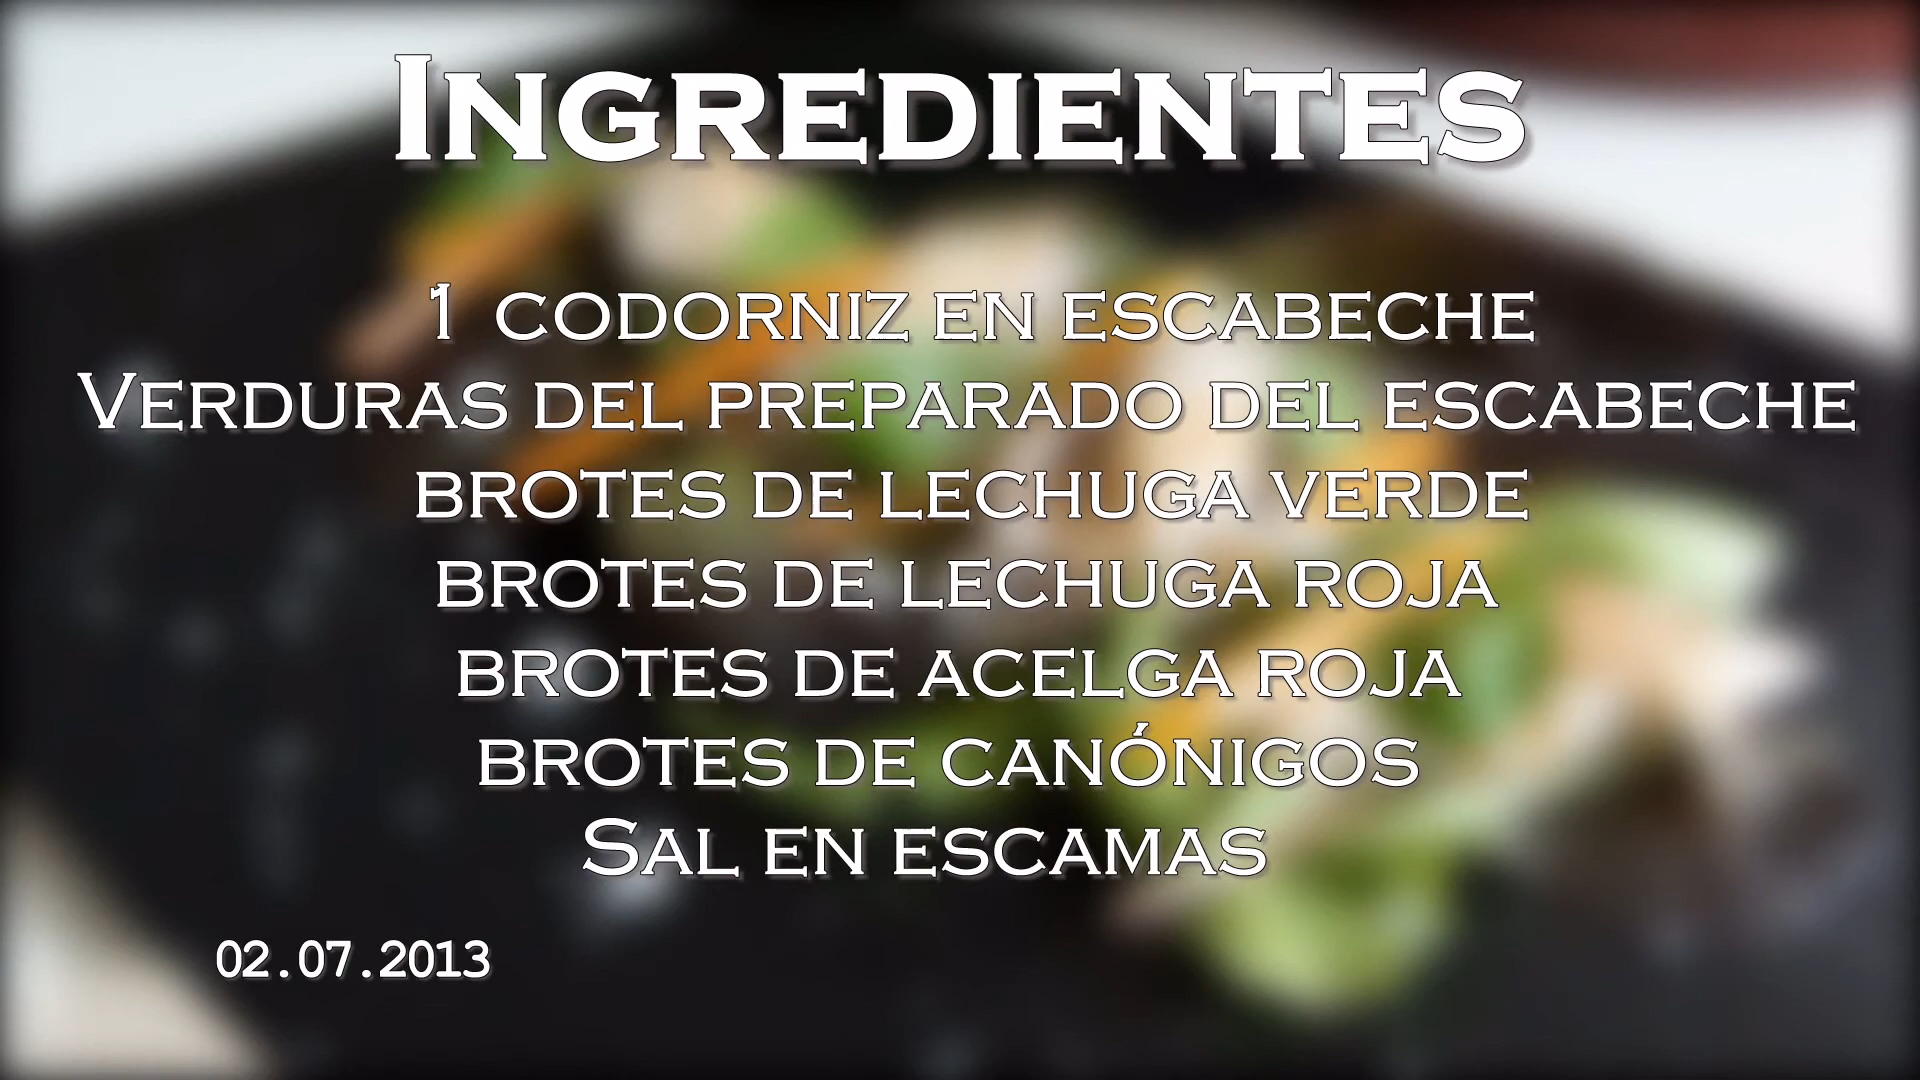 Ingredientes
1 codorniz en escabeche
Verduras del preparado del escabeche
brotes de lechuga verde
brotes de lechuga roja
brotes de acelga roja
brotes de canónigos
Sal en escamas
02.07.2013